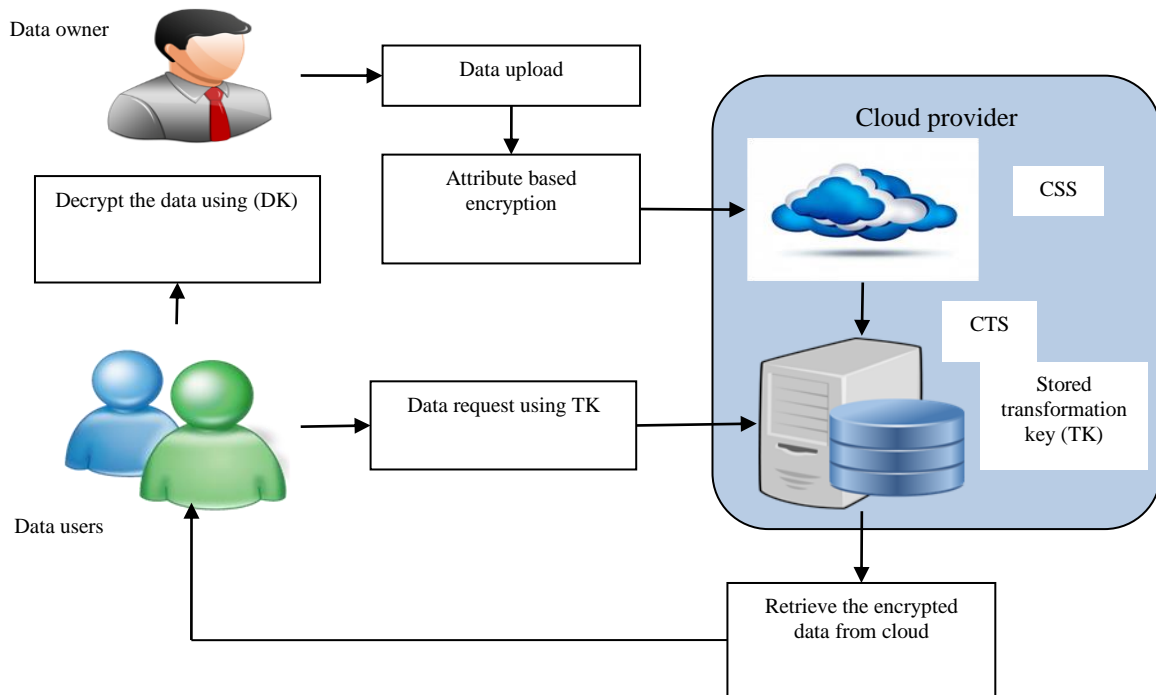 Data owner
Data upload
Cloud provider
Attribute based
encryption
CSS
Decrypt the data using (DK)
CTS
Stored
transformation
key (TK)
Data request using TK
Data users
Retrieve the encrypted
data from cloud